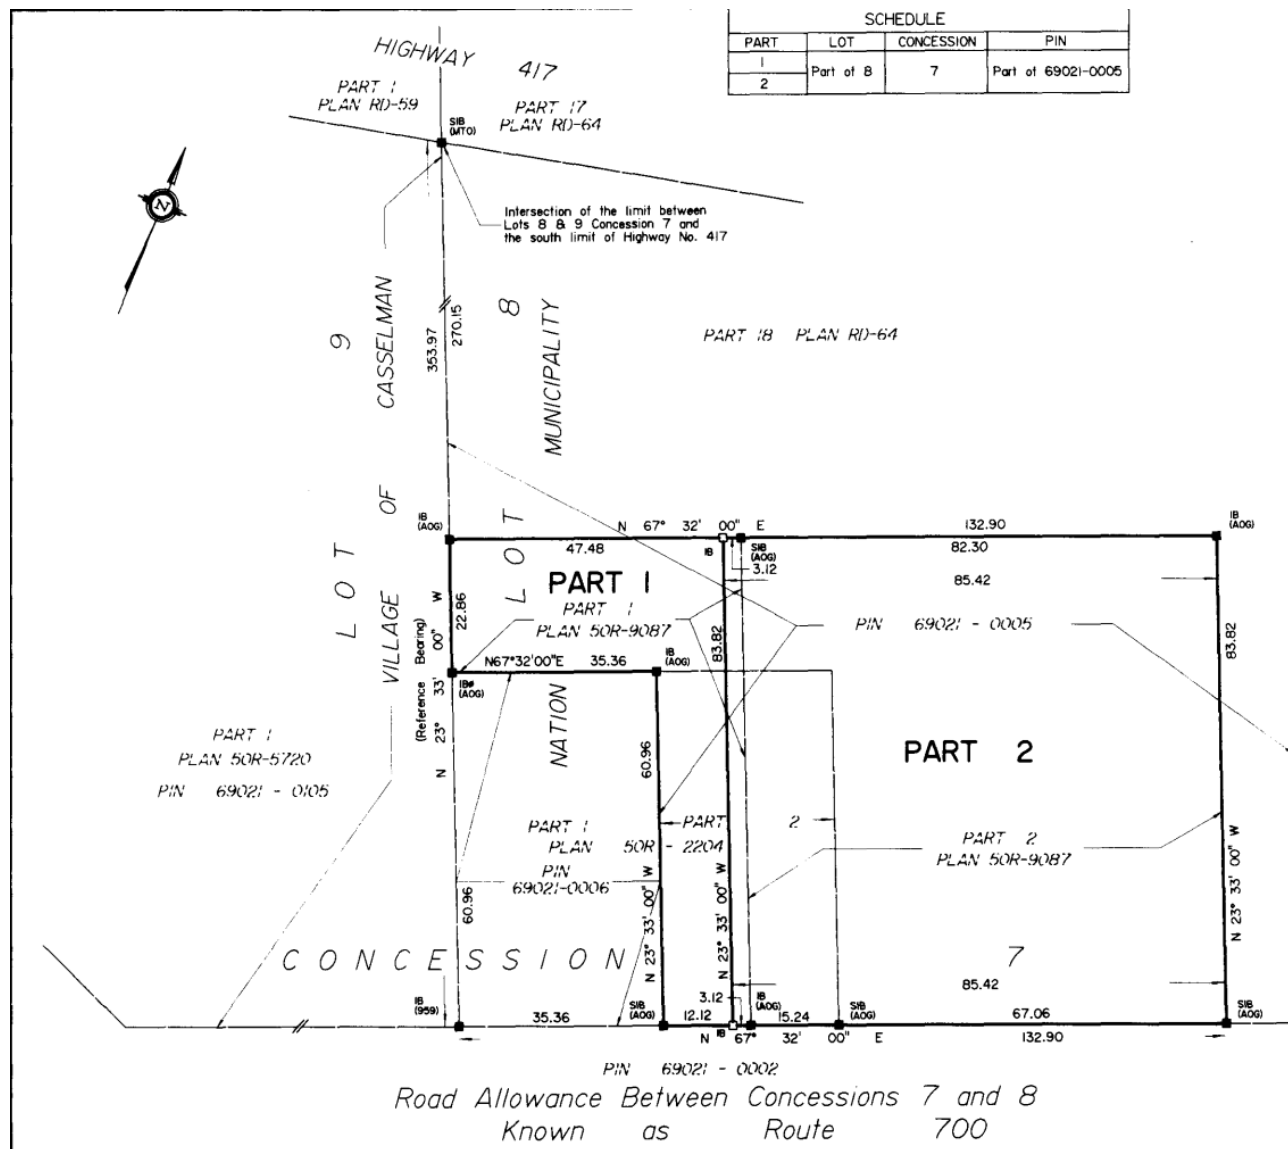 SCHEDULE
PART LOT CONCESSION PIN
1
Part of 8 7 Part of 69021-0005
2
HIGHWAY 417
PART 1
PLAN RD-59
PART 17
PLAN RD-64
SIB
(MTO)
N
Intersection of the limit between
Lots 8 & 9 Concession 7 and
the south limit of Highway No. 417
353.97
270.15
LOT 9
VILLAGE OF CASSELMAN
LOT 8
NATION MUNICIPALITY
PART 18 PLAN RD-64
IB
(AOG)
N 67° 32' 00" E
132.90
IB
(AOG)
47.48
IB
SIB
(AOG)
82.30
3.12
85.42
PART 1
PART 1
PLAN 50R-9087
PIN 69021-0005
22.86
N 23° 33' 00" W
(Reference Bearing)
83.82
83.82
N67°32'00"E 35.36
IB
(AOG)
IB#
(AOG)
PART 1
PLAN 50R-5720
PIN 69021-0105
60.96
PART 2
PART 2
PART 1
PLAN 50R-2204
PIN
69021-0006
PART 2
PLAN 50R-9087
60.96
N 23° 33' 00" W
N 23° 33' 00" W
N 23° 33' 00" W
CONCESSION 7
85.42
IB
(959)
35.36
SIB
(AOG)
12.12
3.12
IB
IB
(AOG)
15.24
SIB
(AOG)
67.06
SIB
(AOG)
N 67° 32' 00" E
132.90
PIN 69021-0002
Road Allowance Between Concessions 7 and 8
Known as Route 700